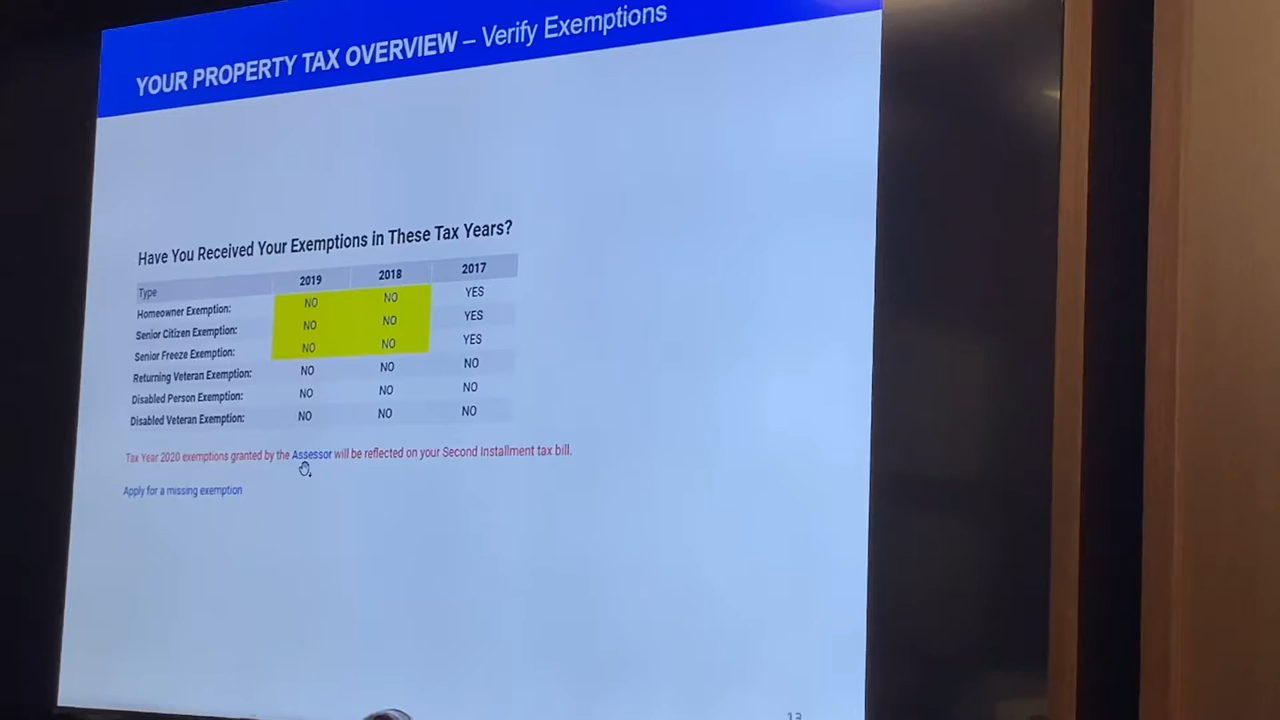 YOUR PROPERTY TAX OVERVIEW – Verify Exemptions
Have You Received Your Exemptions in These Tax Years?
Type 2019 2018 2017
Homeowner Exemption: NO NO YES
Senior Citizen Exemption: NO NO YES
Senior Freeze Exemption: NO NO YES
Returning Veteran Exemption: NO NO NO
Disabled Person Exemption: NO NO NO
Disabled Veteran Exemption: NO NO NO
Tax Year 2020 exemptions granted by the Assessor will be reflected on your Second Installment tax bill.
Apply for a missing exemption
13